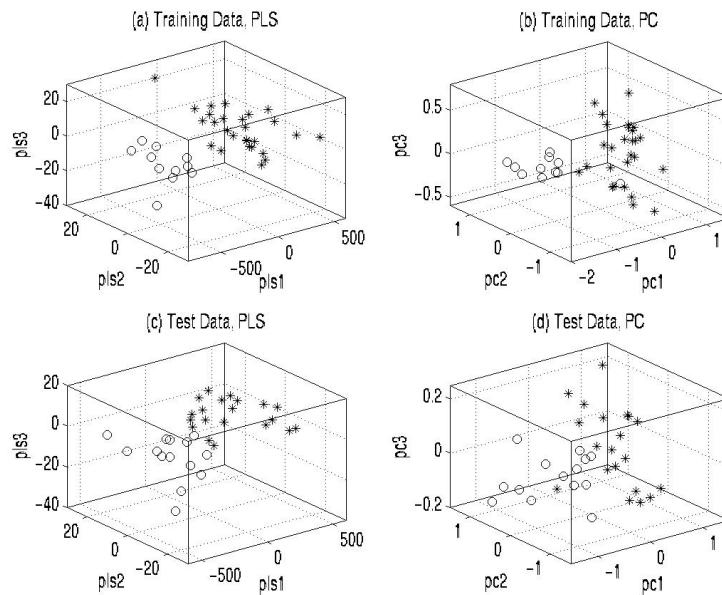 (a) Training Data, PLS
20
0
-20
-40
pls3
20
0
-20
pls2
-500
0
500
pls1
(b) Training Data, PC
0.5
0
-0.5
pc3
1
0
-1
pc2
-2
-1
0
1
pc1
(c) Test Data, PLS
20
0
-20
-40
pls3
20
0
-20
pls2
-500
0
500
pls1
(d) Test Data, PC
0.2
0
-0.2
pc3
1
0
-1
pc2
-1
0
1
pc1